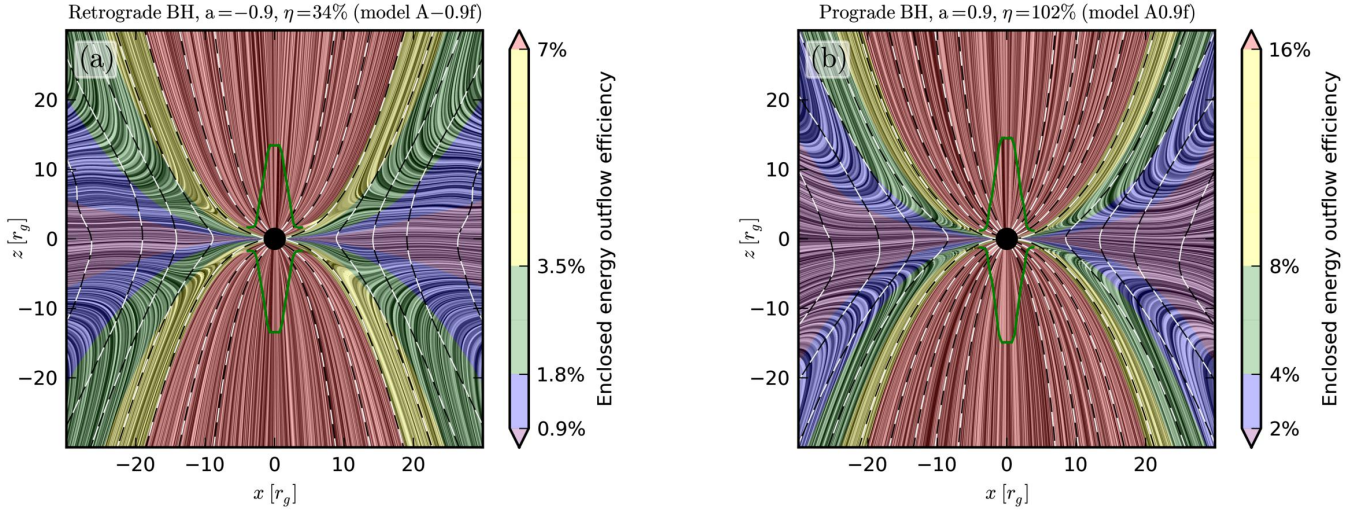 Retrograde BH, a=−0.9, η=34% (model A−0.9f)
(a)
20
10
0
−10
−20
z [r_g]
−20 −10 0 10 20
x [r_g]
7%
3.5%
1.8%
0.9%
Enclosed energy outflow efficiency
Prograde BH, a=0.9, η=102% (model A0.9f)
(b)
20
10
0
−10
−20
z [r_g]
−20 −10 0 10 20
x [r_g]
16%
8%
4%
2%
Enclosed energy outflow efficiency